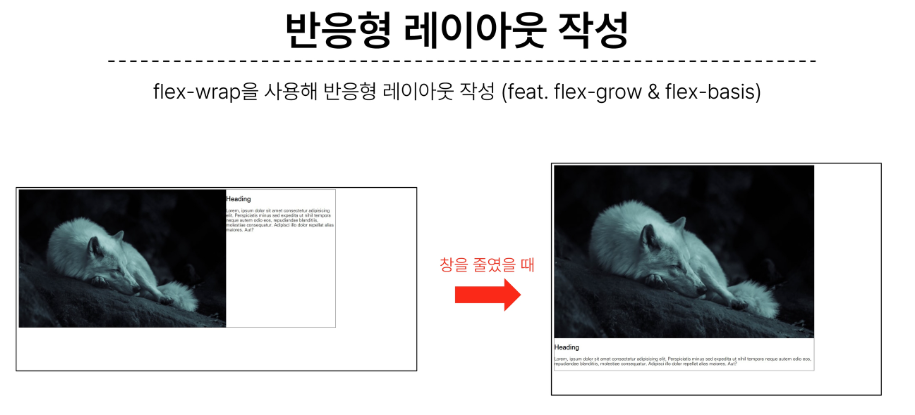 반응형 레이아웃 작성
flex-wrap을 사용해 반응형 레이아웃 작성 (feat. flex-grow & flex-basis)
Heading
Lorem, ipsum dolor sit amet consectetur adipisicing
elit. Perspiciatis minus sed expedita ut nihil tempora
neque autem odio eos, repudiandae blanditiis,
molestiae consequatur. Adipisci illo dolor repellat alias
maiores. Aut?
창을 줄였을 때
Heading
Lorem, ipsum dolor sit amet consectetur adipisicing elit. Perspiciatis minus sed expedita ut nihil tempora neque autem odio eos,
repudiandae blanditiis, molestiae consequatur. Adipisci illo dolor repellat alias maiores. Aut?